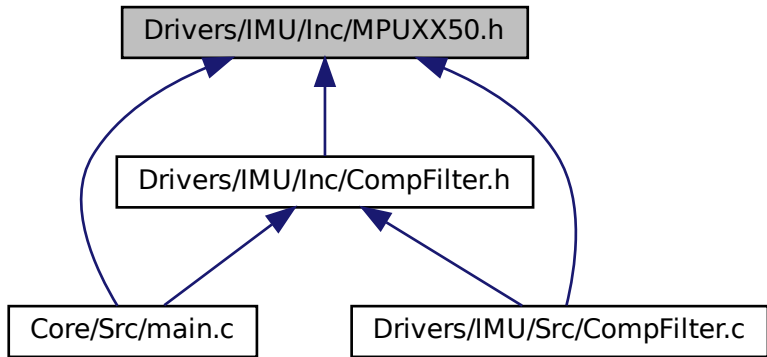 Drivers/IMU/Inc/MPUXX50.h
Drivers/IMU/Inc/CompFilter.h
Core/Src/main.c
Drivers/IMU/Src/CompFilter.c